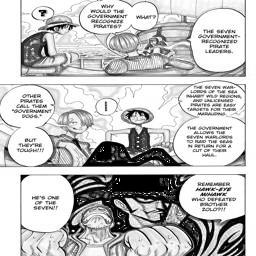 THE SEVEN
GOVERNMENT-
RECOGNIZED
PIRATE
LEADERS.
WHAT?
WHY
WOULD THE
GOVERNMENT
RECOGNIZE
PIRATES?
?
THE SEVEN WAR-
LORDS OF THE SEA
INHABIT WILD REGIONS,
AND UNLICENSED
PIRATES ARE EASY
TARGETS FOR THEIR
MARAUDING.
THE GOVERNMENT
ALLOWS THE
SEVEN WARLORDS
TO RAID THE SEAS
IN RETURN FOR A
CUT OF THEIR
HAUL.
!
OTHER
PIRATES
CALL THEM
"GOVERNMENT
DOGS."
BUT
THEY'RE
TOUGH!!!
REMEMBER
HAWK-EYE
MIHAWK
WHO DEFEATED
BROTHER
ZOLO?!!
HE'S ONE
OF THE
SEVEN!!